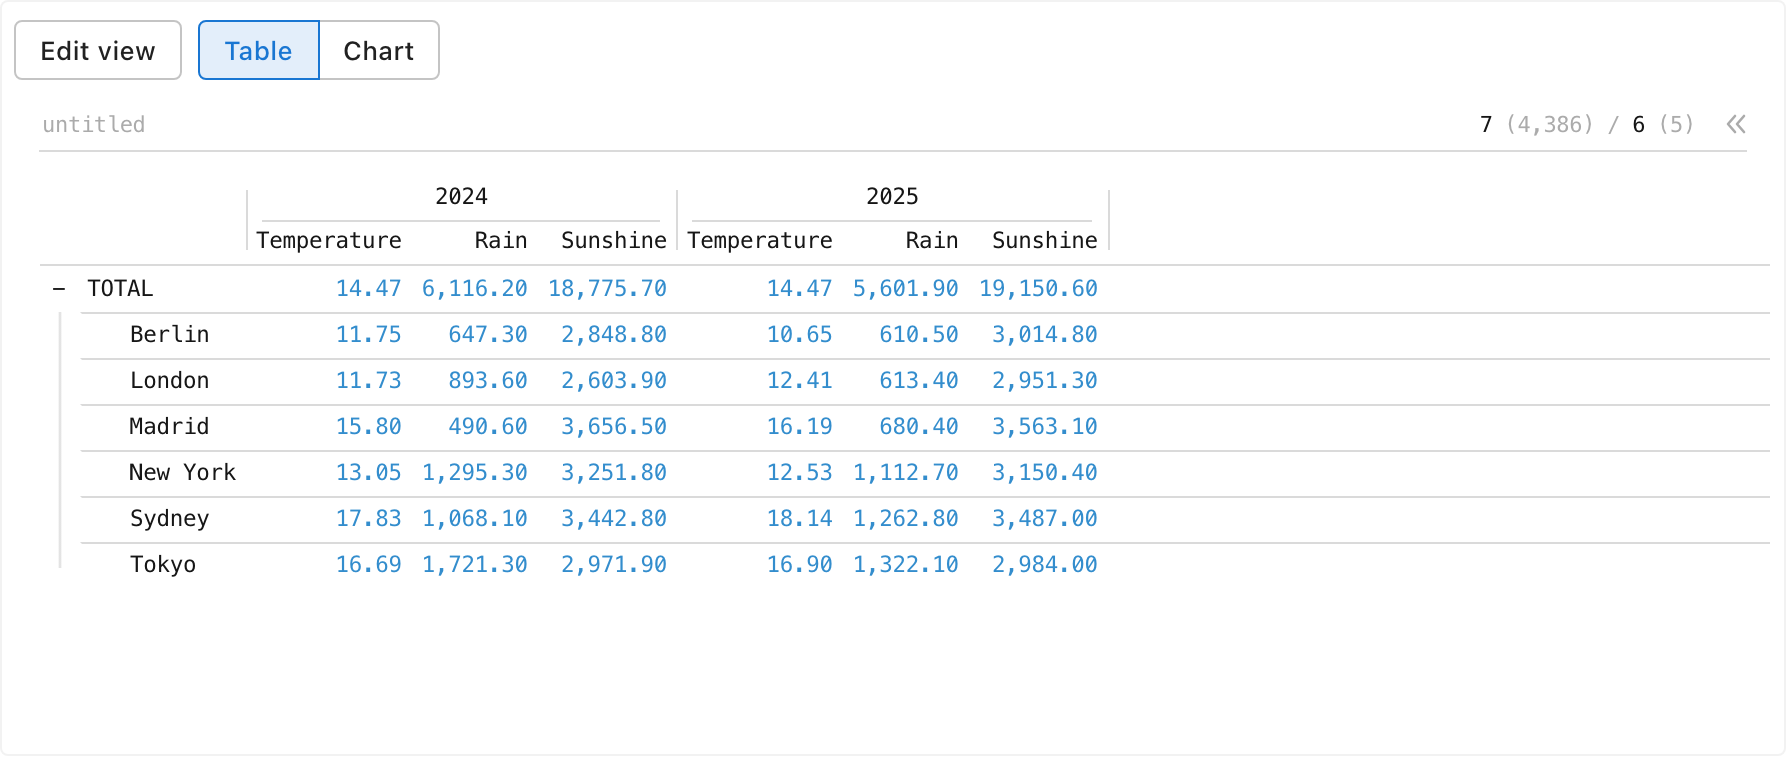 Edit view Table Chart
untitled 7 (4,386) / 6 (5) «
2024 2025
Temperature Rain Sunshine Temperature Rain Sunshine
− TOTAL 14.47 6,116.20 18,775.70 14.47 5,601.90 19,150.60
Berlin 11.75 647.30 2,848.80 10.65 610.50 3,014.80
London 11.73 893.60 2,603.90 12.41 613.40 2,951.30
Madrid 15.80 490.60 3,656.50 16.19 680.40 3,563.10
New York 13.05 1,295.30 3,251.80 12.53 1,112.70 3,150.40
Sydney 17.83 1,068.10 3,442.80 18.14 1,262.80 3,487.00
Tokyo 16.69 1,721.30 2,971.90 16.90 1,322.10 2,984.00